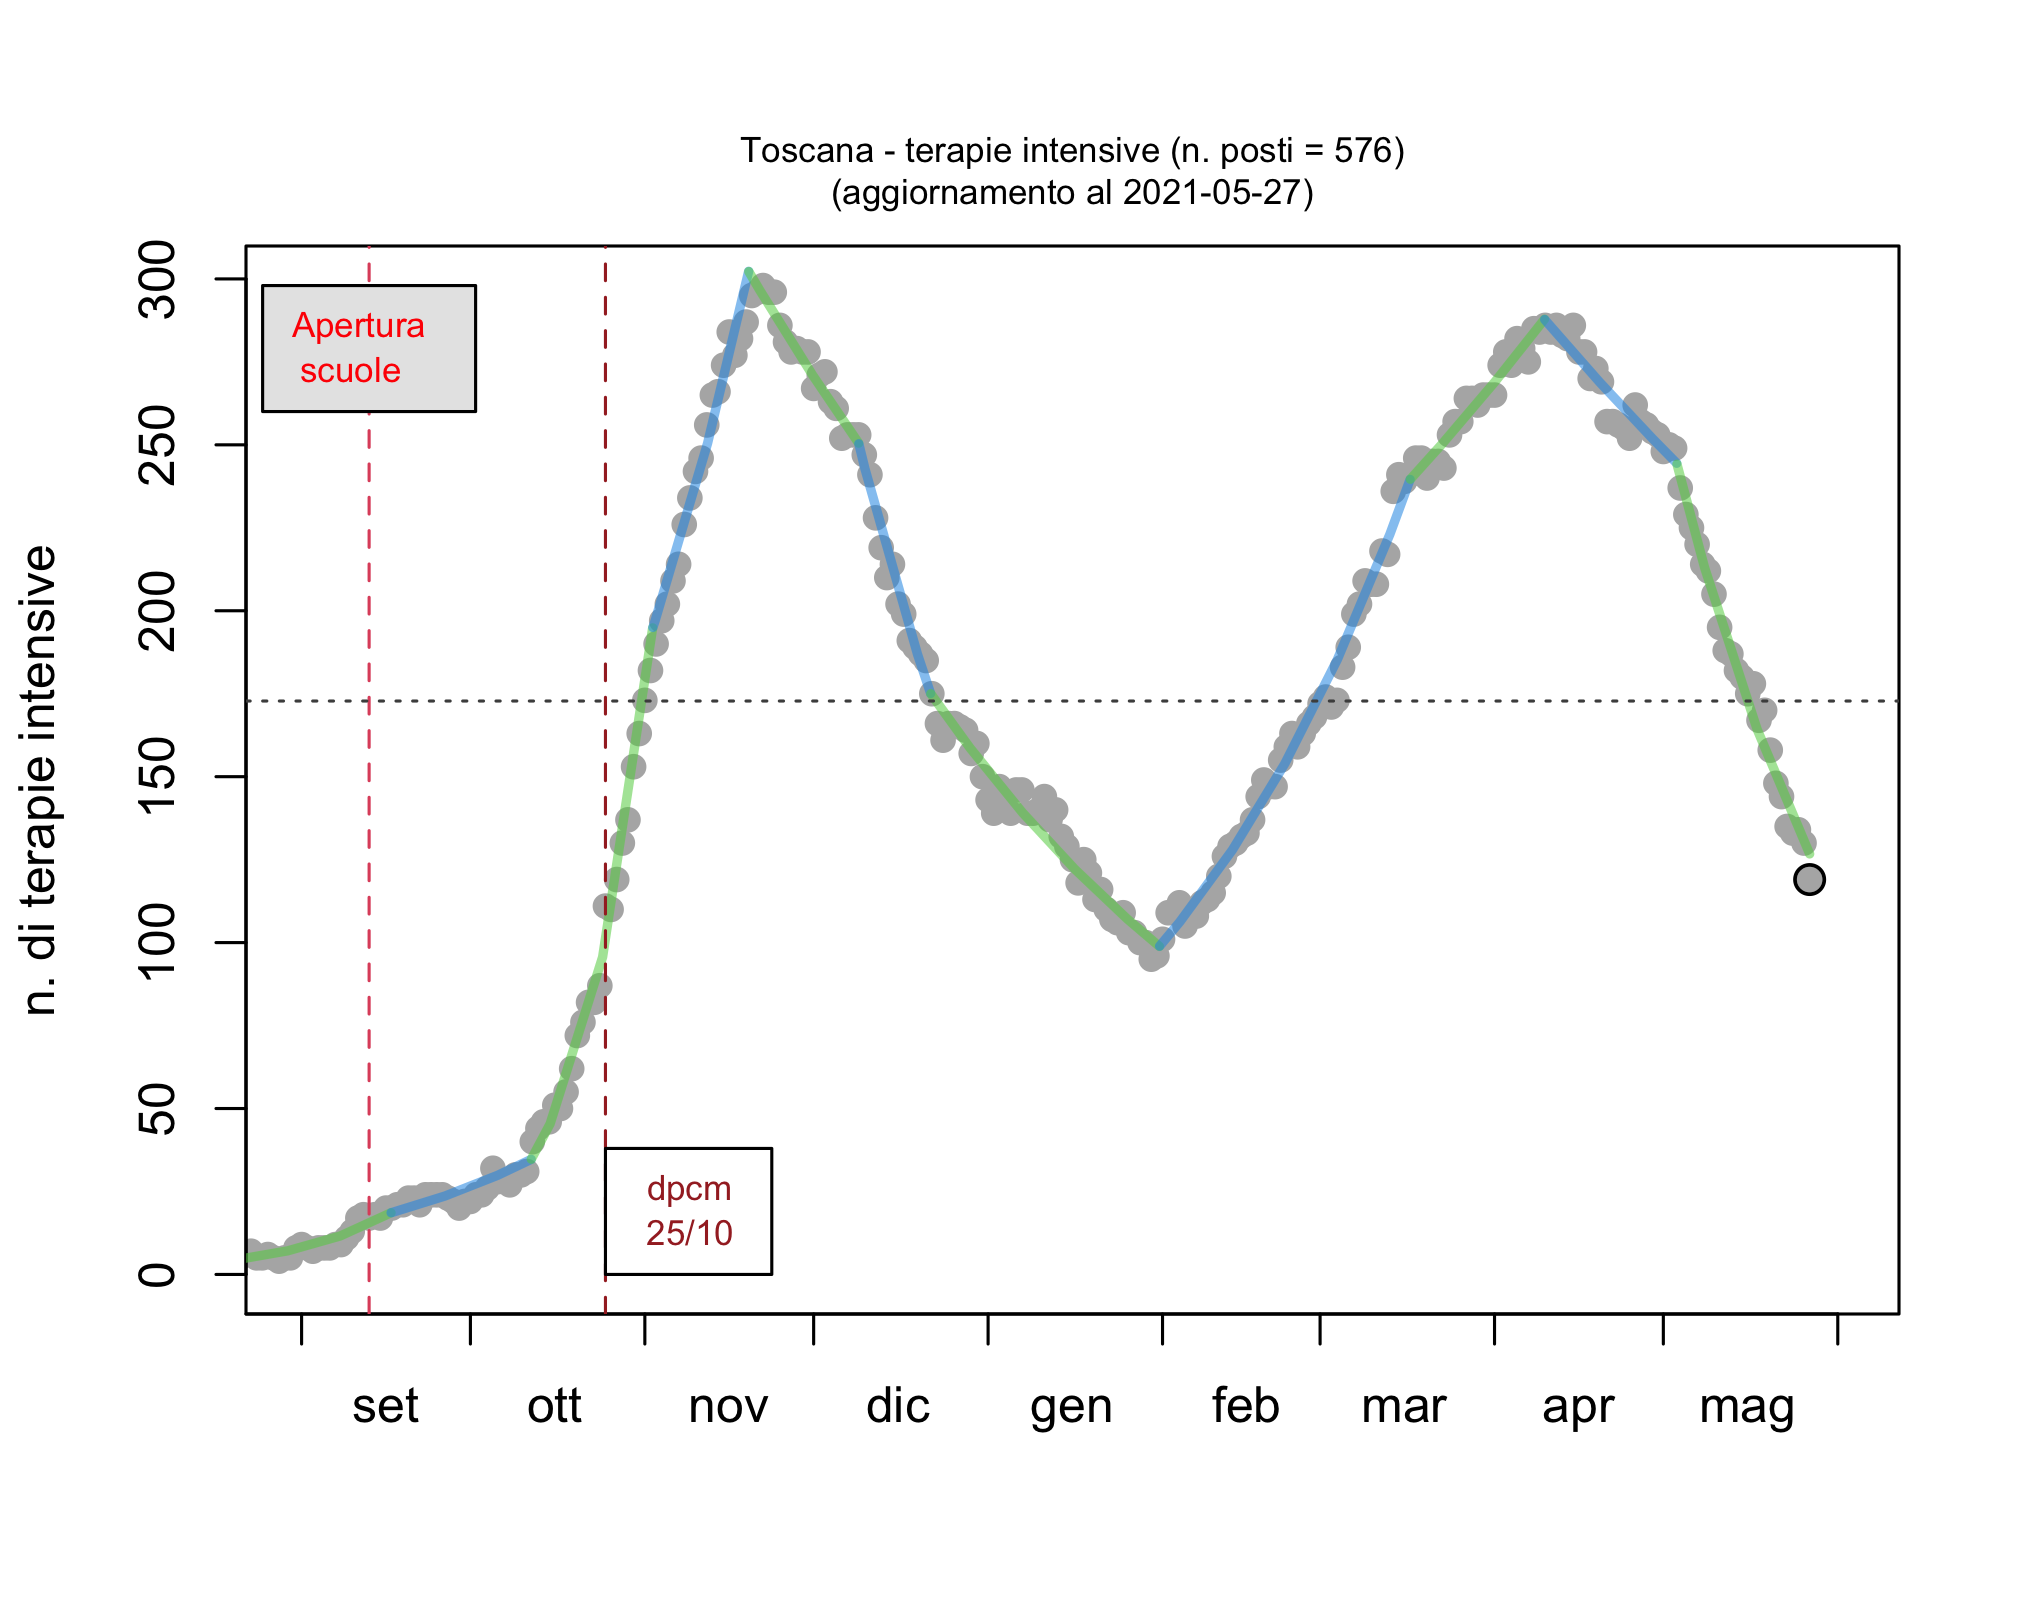 Toscana - terapie intensive (n. posti = 576)
(aggiornamento al 2021-05-27)
n. di terapie intensive
300
250
200
150
100
50
0
Apertura
scuole
dpcm
25/10
set ott nov dic gen feb mar apr mag